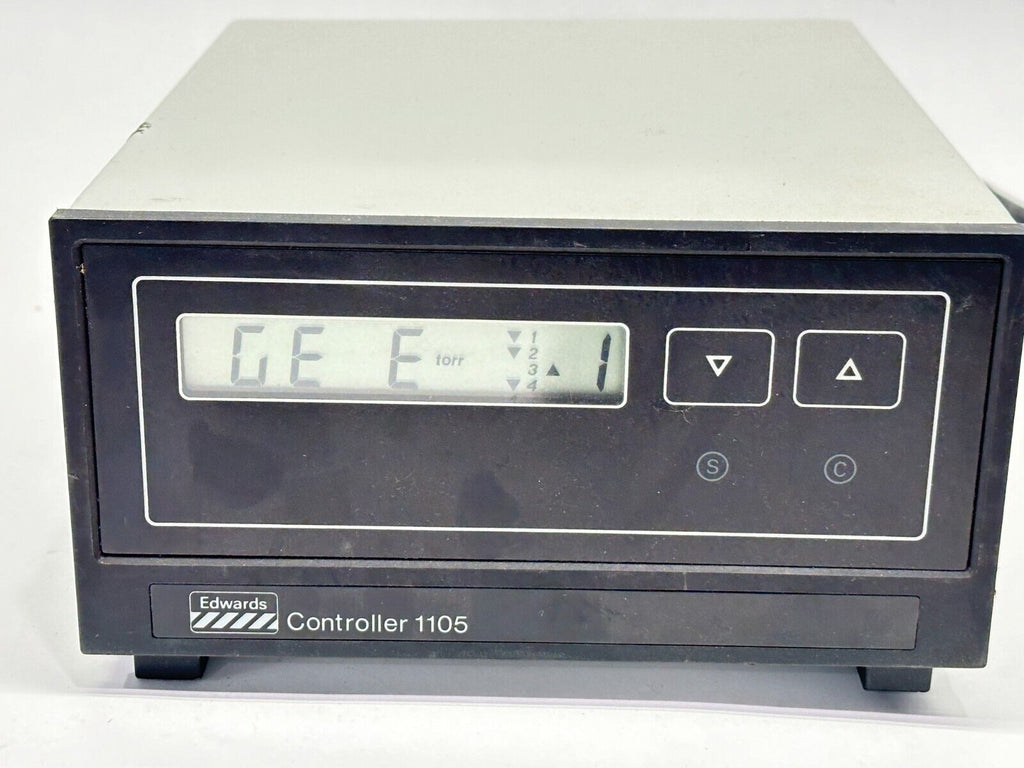 GE E torr 1
1
2
3
4
S C
Edwards
Controller 1105